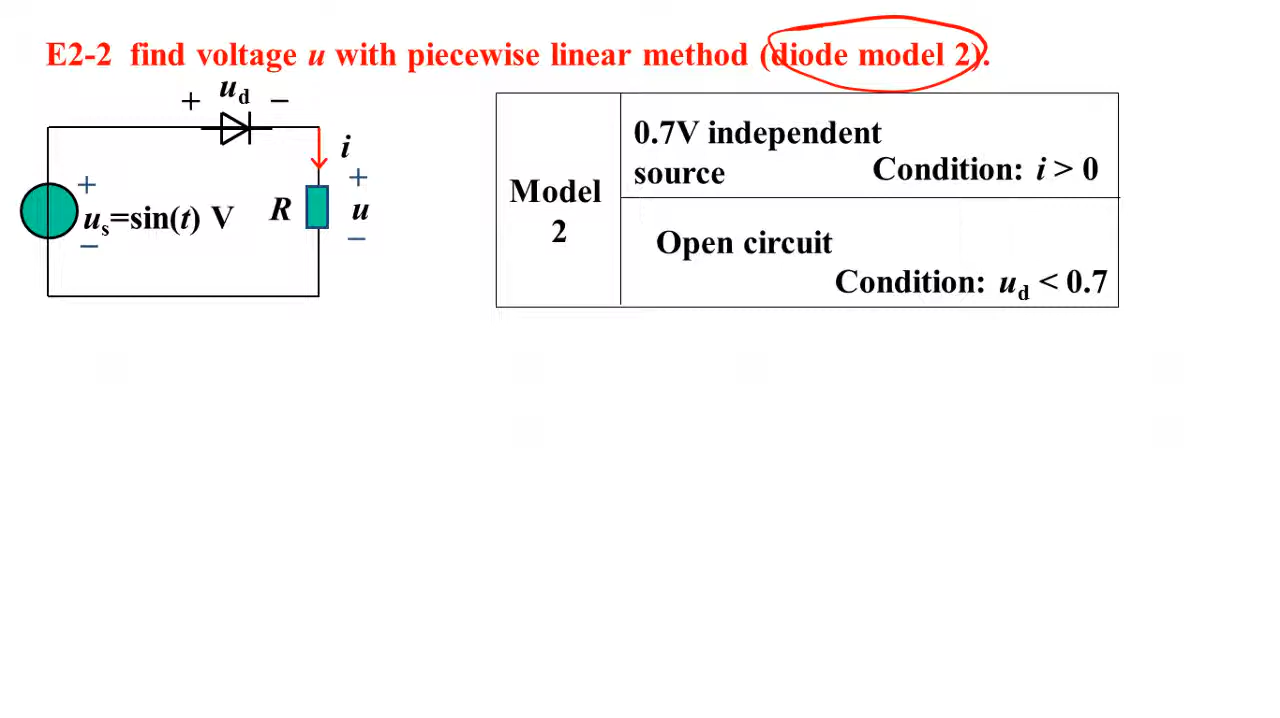 E2-2 find voltage u with piecewise linear method (diode model 2).
+ ud −
i
+
us=sin(t) V
−
R
+
u
−
Model
2
0.7V independent
source
Condition: i > 0
Open circuit
Condition: ud < 0.7